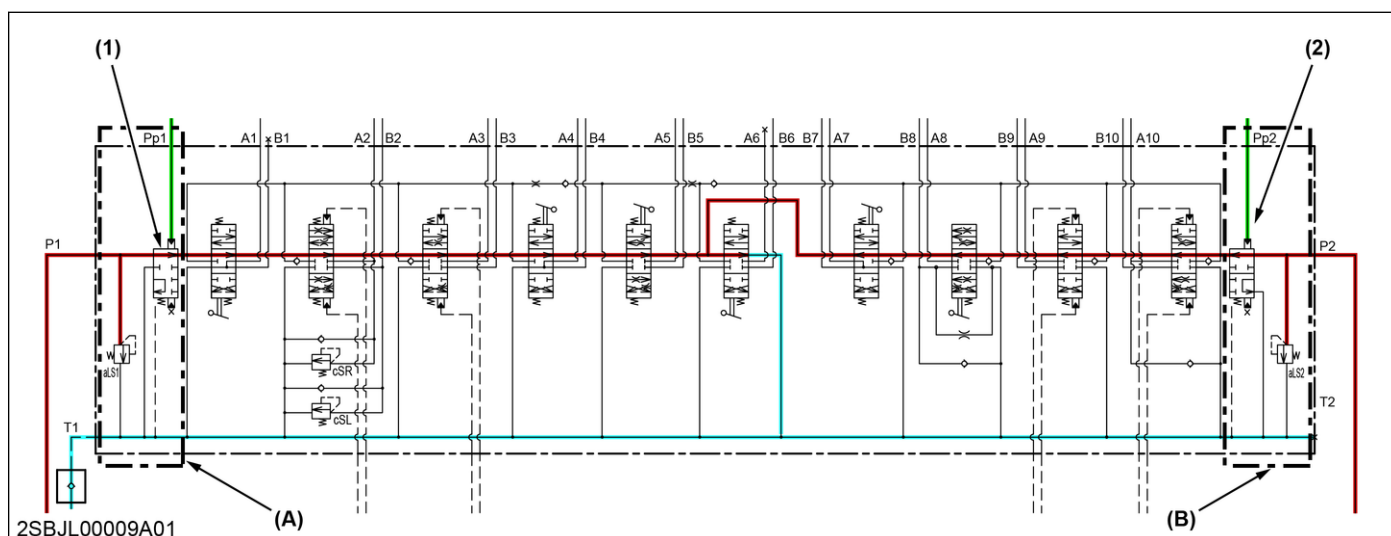 (1) (2)
Pp1 A1 B1 A2 B2 A3 B3 A4 B4 A5 B5 A6 B6 B7 A7 B8 A8 B9 A9 B10 A10 Pp2
P1 P2
aLS1 cSR aLS2
cSL
T1 T2
(A) (B)
2SBJL00009A01